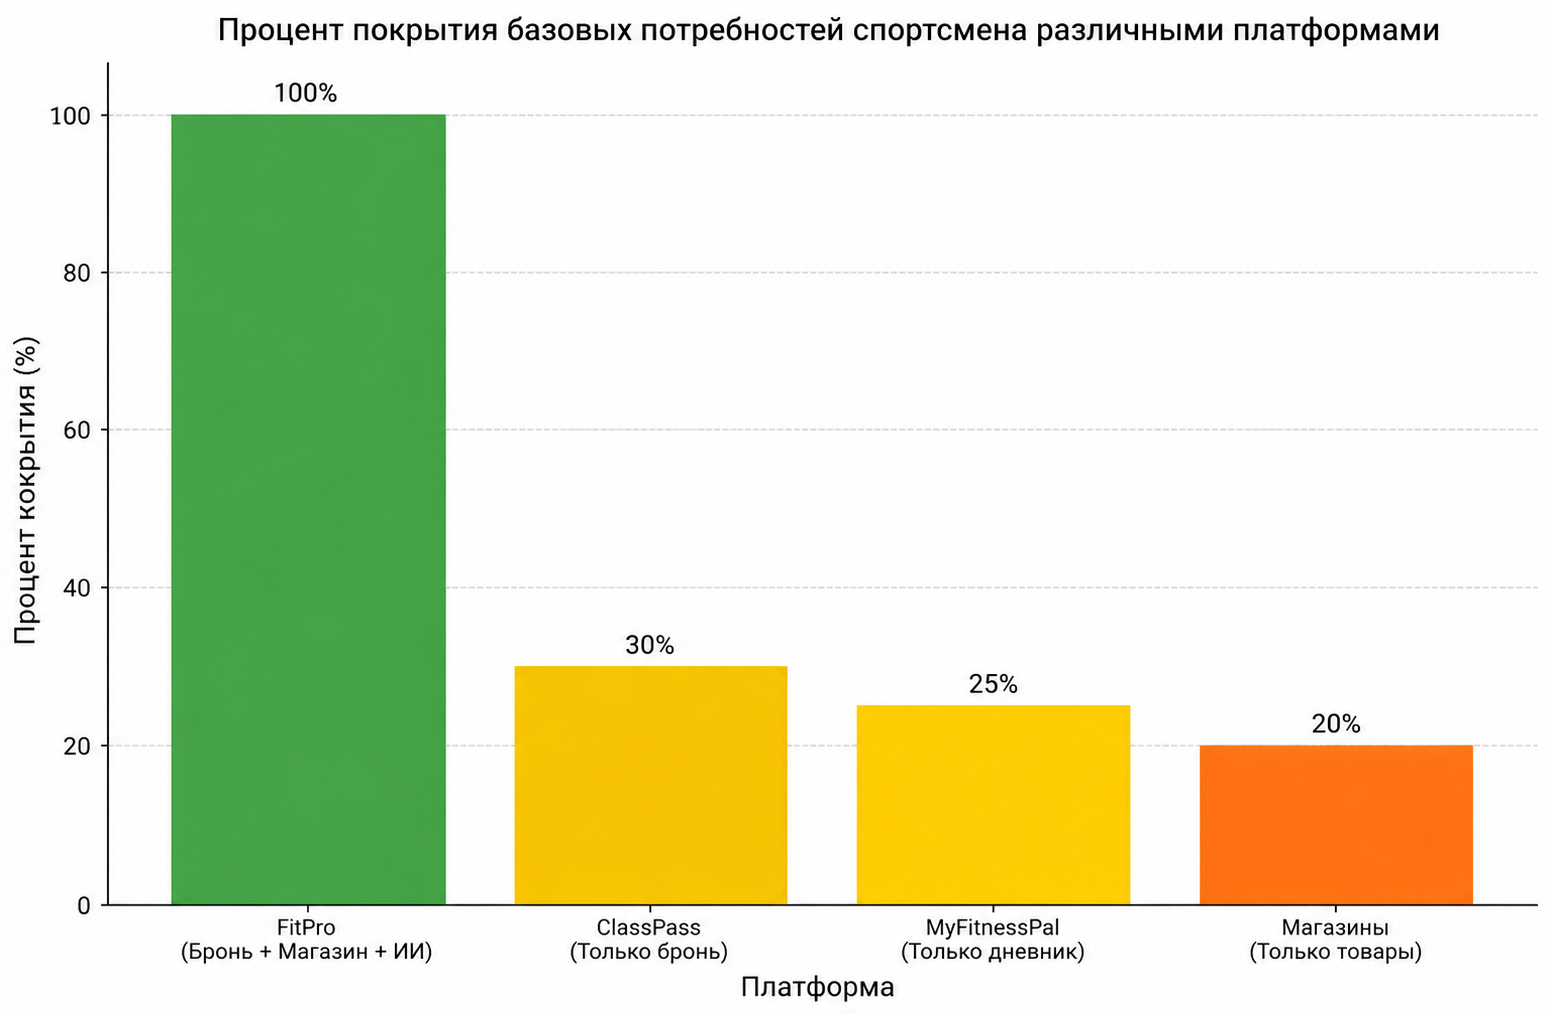 Процент покрытия базовых потребностей спортсмена различными платформами
Процент кокрытия (%)
100
80
60
40
20
0
100%
30%
25%
20%
FitPro
(Бронь + Магазин + ИИ)
ClassPass
(Только бронь)
MyFitnessPal
(Только дневник)
Магазины
(Только товары)
Платформа